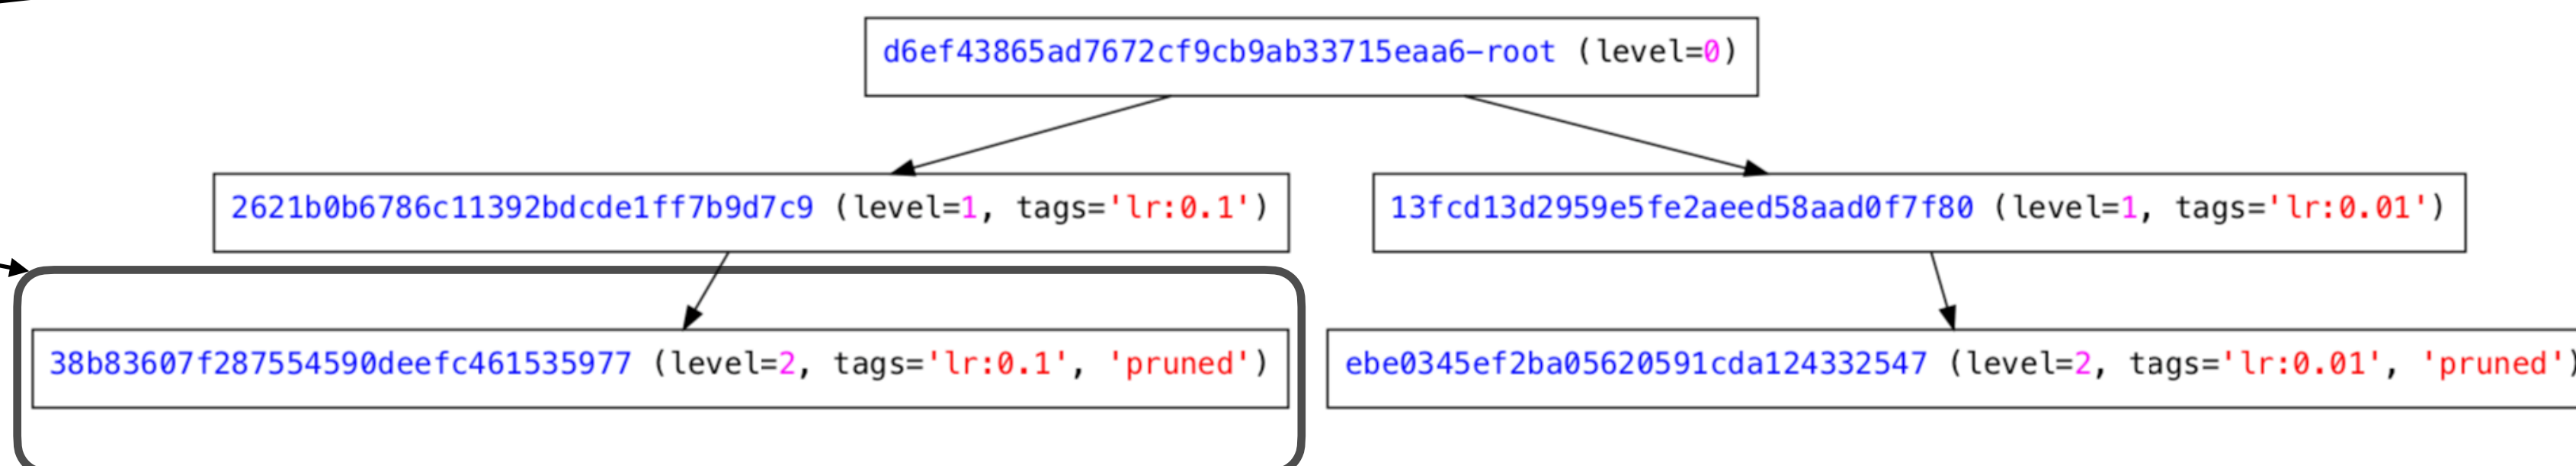 d6ef43865ad7672cf9cb9ab33715eaa6-root (level=0)
2621b0b6786c11392bdcde1ff7b9d7c9 (level=1, tags='lr:0.1')
13fcd13d2959e5fe2aeed58aad0f7f80 (level=1, tags='lr:0.01')
38b83607f287554590deefc461535977 (level=2, tags='lr:0.1', 'pruned')
ebe0345ef2ba05620591cda124332547 (level=2, tags='lr:0.01', 'pruned')